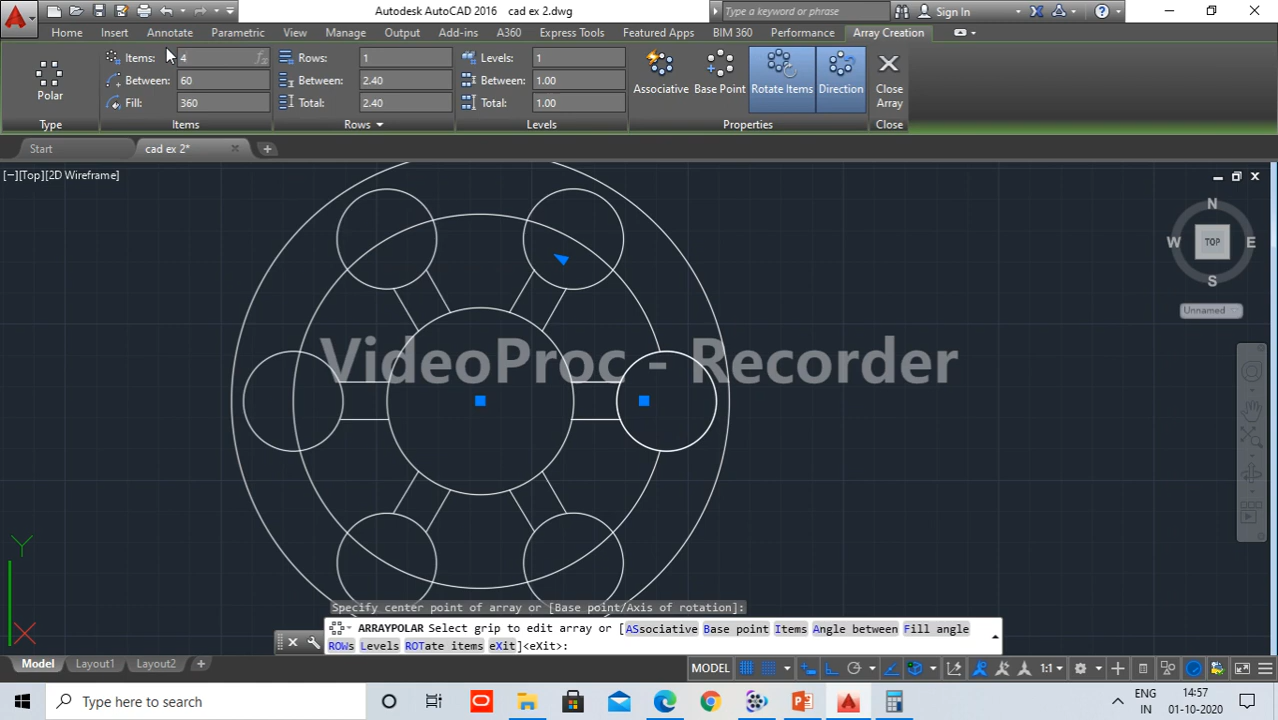 Autodesk AutoCAD 2016 cad ex 2.dwg
Type a keyword or phrase
Sign In
Home Insert Annotate Parametric View Manage Output Add-ins A360 Express Tools Featured Apps BIM 360 Performance Array Creation
Items: 4 Rows: 1 Levels: 1
Between: 60 Between: 2.40 Between: 1.00
Fill: 360 Total: 2.40 Total: 1.00
Polar
Associative Base Point Rotate Items Direction Close Array
Type Items Rows Levels Properties Close
Start cad ex 2*
[−][Top][2D Wireframe]
N
W TOP E
S
Unnamed
VideoProc - Recorder
Y
X
Specify center point of array or [Base point/Axis of rotation]:
ARRAYPOLAR Select grip to edit array or [ASsociative Base point Items Angle between Fill angle
ROWs Levels ROTate items eXit]<eXit>:
Model Layout1 Layout2
MODEL 1:1
Type here to search
ENG
IN
4:57
01-10-2020